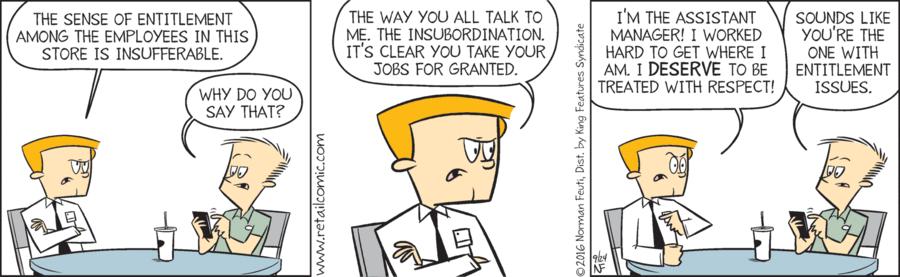 THE SENSE OF ENTITLEMENT
AMONG THE EMPLOYEES IN THIS
STORE IS INSUFFERABLE.
WHY DO YOU
SAY THAT?
www.retailcomic.com
THE WAY YOU ALL TALK TO
ME. THE INSUBORDINATION.
IT'S CLEAR YOU TAKE YOUR
JOBS FOR GRANTED.
©2016 Norman Feuti, Dist. by King Features Syndicate
I'M THE ASSISTANT
MANAGER! I WORKED
HARD TO GET WHERE I
AM. I DESERVE TO BE
TREATED WITH RESPECT!
SOUNDS LIKE
YOU'RE THE
ONE WITH
ENTITLEMENT
ISSUES.
9/24
NF